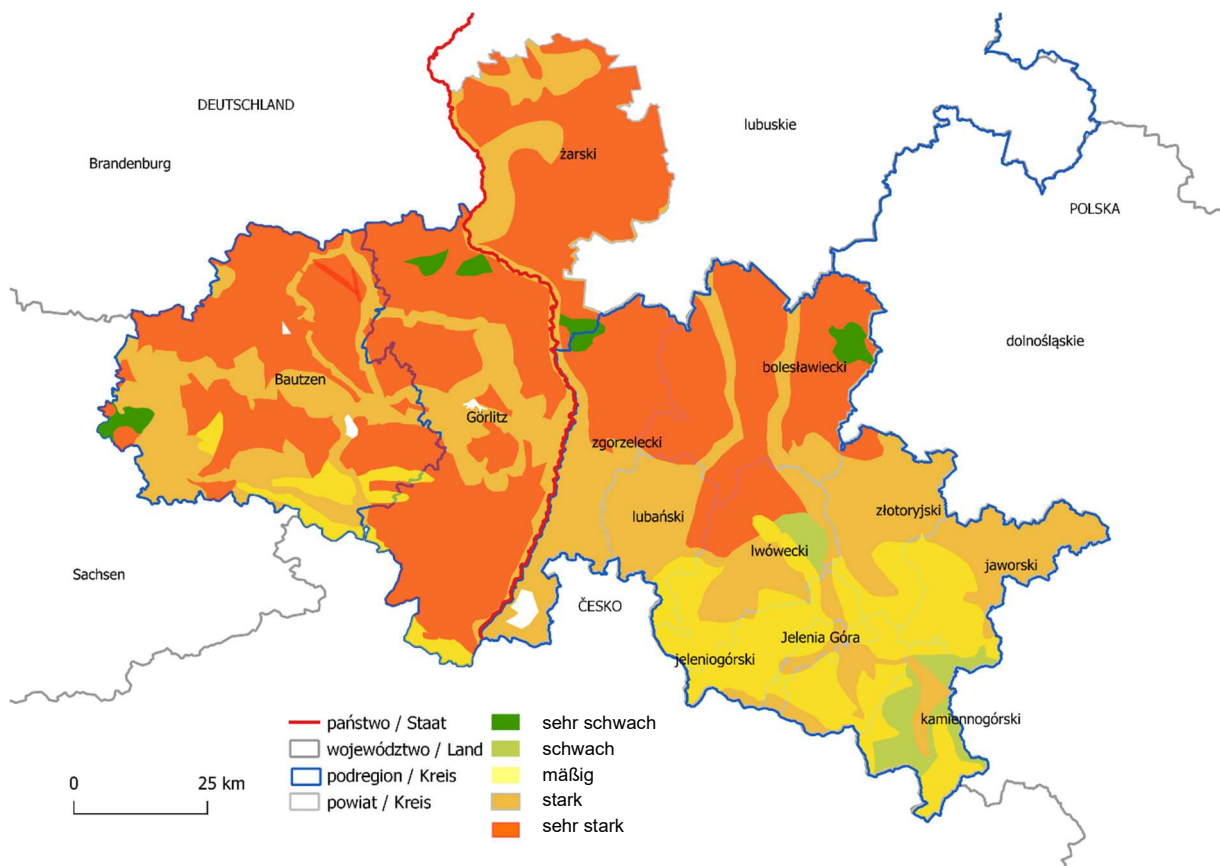 DEUTSCHLAND
lubuskie
żarski
Brandenburg
POLSKA
dolnośląskie
bolesławiecki
Bautzen
Görlitz
zgorzelecki
lubański
złotoryjski
lwówecki
jaworski
Sachsen
ČESKO
Jelenia Góra
jeleniogórski
kamiennogórski
państwo / Staat
województwo / Land
podregion / Kreis
powiat / Kreis
sehr schwach
schwach
mäßig
stark
sehr stark
0 25 km